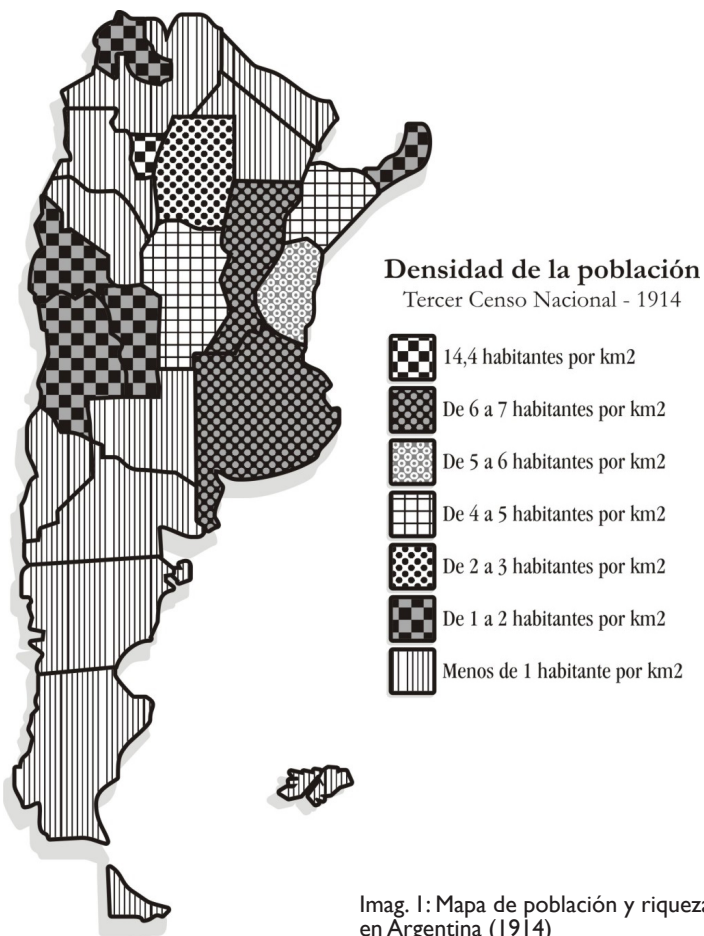 Densidad de la población
Tercer Censo Nacional - 1914
14,4 habitantes por km2
De 6 a 7 habitantes por km2
De 5 a 6 habitantes por km2
De 4 a 5 habitantes por km2
De 2 a 3 habitantes por km2
De 1 a 2 habitantes por km2
Menos de 1 habitante por km2
Imag. 1: Mapa de población y riqueza
en Argentina (1914)